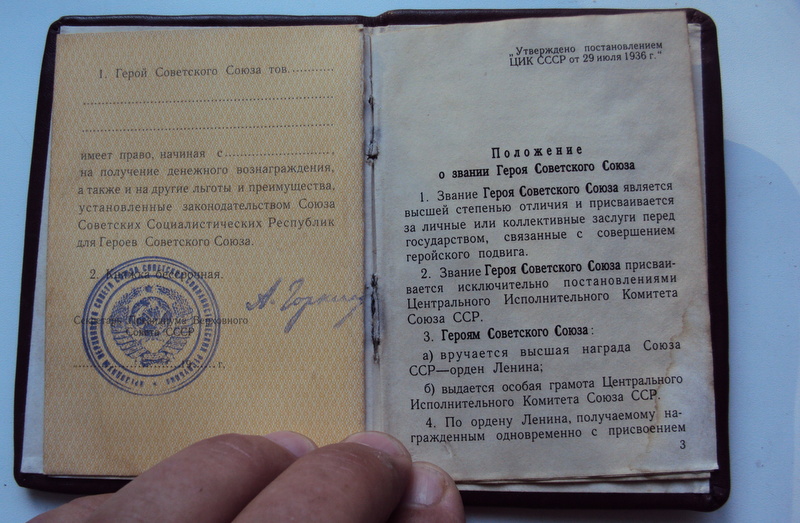 1. Герой Советского Союза тов............
................................................
................................................
имеет право, начиная с........................,
на получение денежного вознаграждения,
а также и на другие льготы и преимущества,
установленные законодательством Союза
Советских Социалистических Республик
для Героев Советского Союза.
2. Книжка бессрочная.
Секретарь Президиума Верховного
Совета СССР
г.
„Утверждено постановлением
ЦИК СССР от 29 июля 1936 г."
Положение
о звании Героя Советского Союза
1. Звание Героя Советского Союза является
высшей степенью отличия и присваивается
за личные или коллективные заслуги перед
государством, связанные с совершением
геройского подвига.
2. Звание Героя Советского Союза присваи-
вается исключительно постановлениями
Центрального Исполнительного Комитета
Союза ССР.
3. Героям Советского Союза:
а) вручается высшая награда Союза
ССР—орден Ленина;
б) выдается особая грамота Центрального
Исполнительного Комитета Союза ССР.
4. По ордену Ленина, получаемому на-
гражденным одновременно с присвоением
3